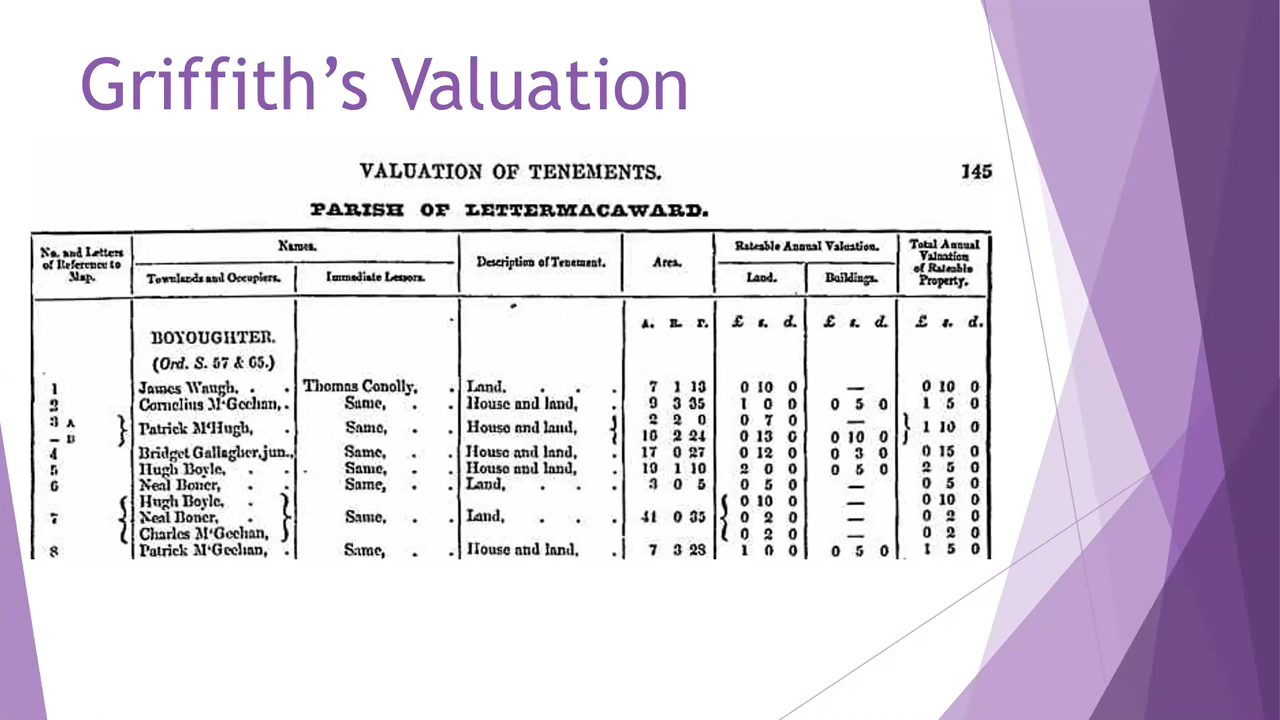 Griffith's Valuation
VALUATION OF TENEMENTS. 145
PARISH OF LETTERMACAWARD.
No. and Letters of Reference to Map. Names. Description of Tenement. Area. Rateable Annual Valuation. Total Annual Valuation of Rateable Property.
Townlands and Occupiers. Immediate Lessors. Land. Buildings.
A. R. P. £ s. d. £ s. d. £ s. d.
BOYOUGHTER.
(Ord. S. 57 & 65.)
1 James Waugh, . . Thomas Conolly, . Land, . . . 7 1 13 0 10 0 — 0 10 0
2 Cornelius M'Geehan, . Same, . . House and land, . 9 3 35 1 0 0 0 5 0 1 5 0
3 A 2 2 0 0 7 0 —
Patrick M'Hugh, . Same, . . House and land, 1 10 0
— B 16 2 24 0 13 0 0 10 0
4 Bridget Gallagher, jun., Same, . . House and land, . 17 0 27 0 12 0 0 3 0 0 15 0
5 Hugh Boyle, . . Same, . . House and land, . 19 1 10 2 0 0 0 5 0 2 5 0
6 Neal Boner, . . Same, . . Land, . . . 3 0 5 0 5 0 — 0 5 0
Hugh Boyle, . 0 10 0 — 0 10 0
7 Neal Boner, . Same, . . Land, . . . 41 0 35 0 2 0 — 0 2 0
Charles M'Geehan, 0 2 0 — 0 2 0
8 Patrick M'Geehan, . Same, . . House and land, . 7 3 28 1 0 0 0 5 0 1 5 0